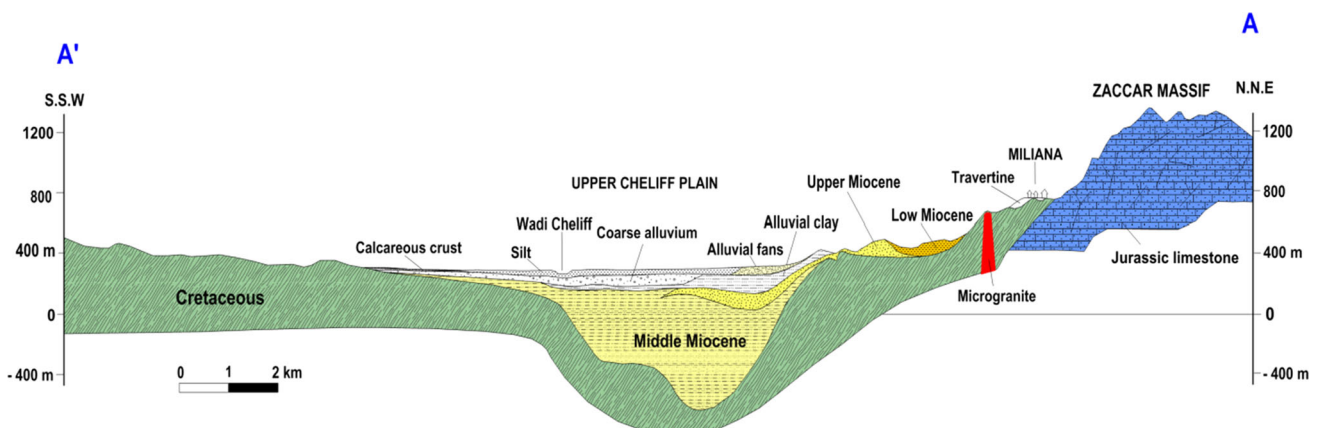 A'
A
S.S.W
ZACCAR MASSIF
N.N.E
1200
800
400 m
0
- 400 m
1200
800
400 m
0
- 400 m
UPPER CHELIFF PLAIN
MILIANA
Travertine
Upper Miocene
Low Miocene
Wadi Cheliff
Coarse alluvium
Alluvial clay
Calcareous crust
Silt
Alluvial fans
Jurassic limestone
Cretaceous
Microgranite
Middle Miocene
0 1 2 km